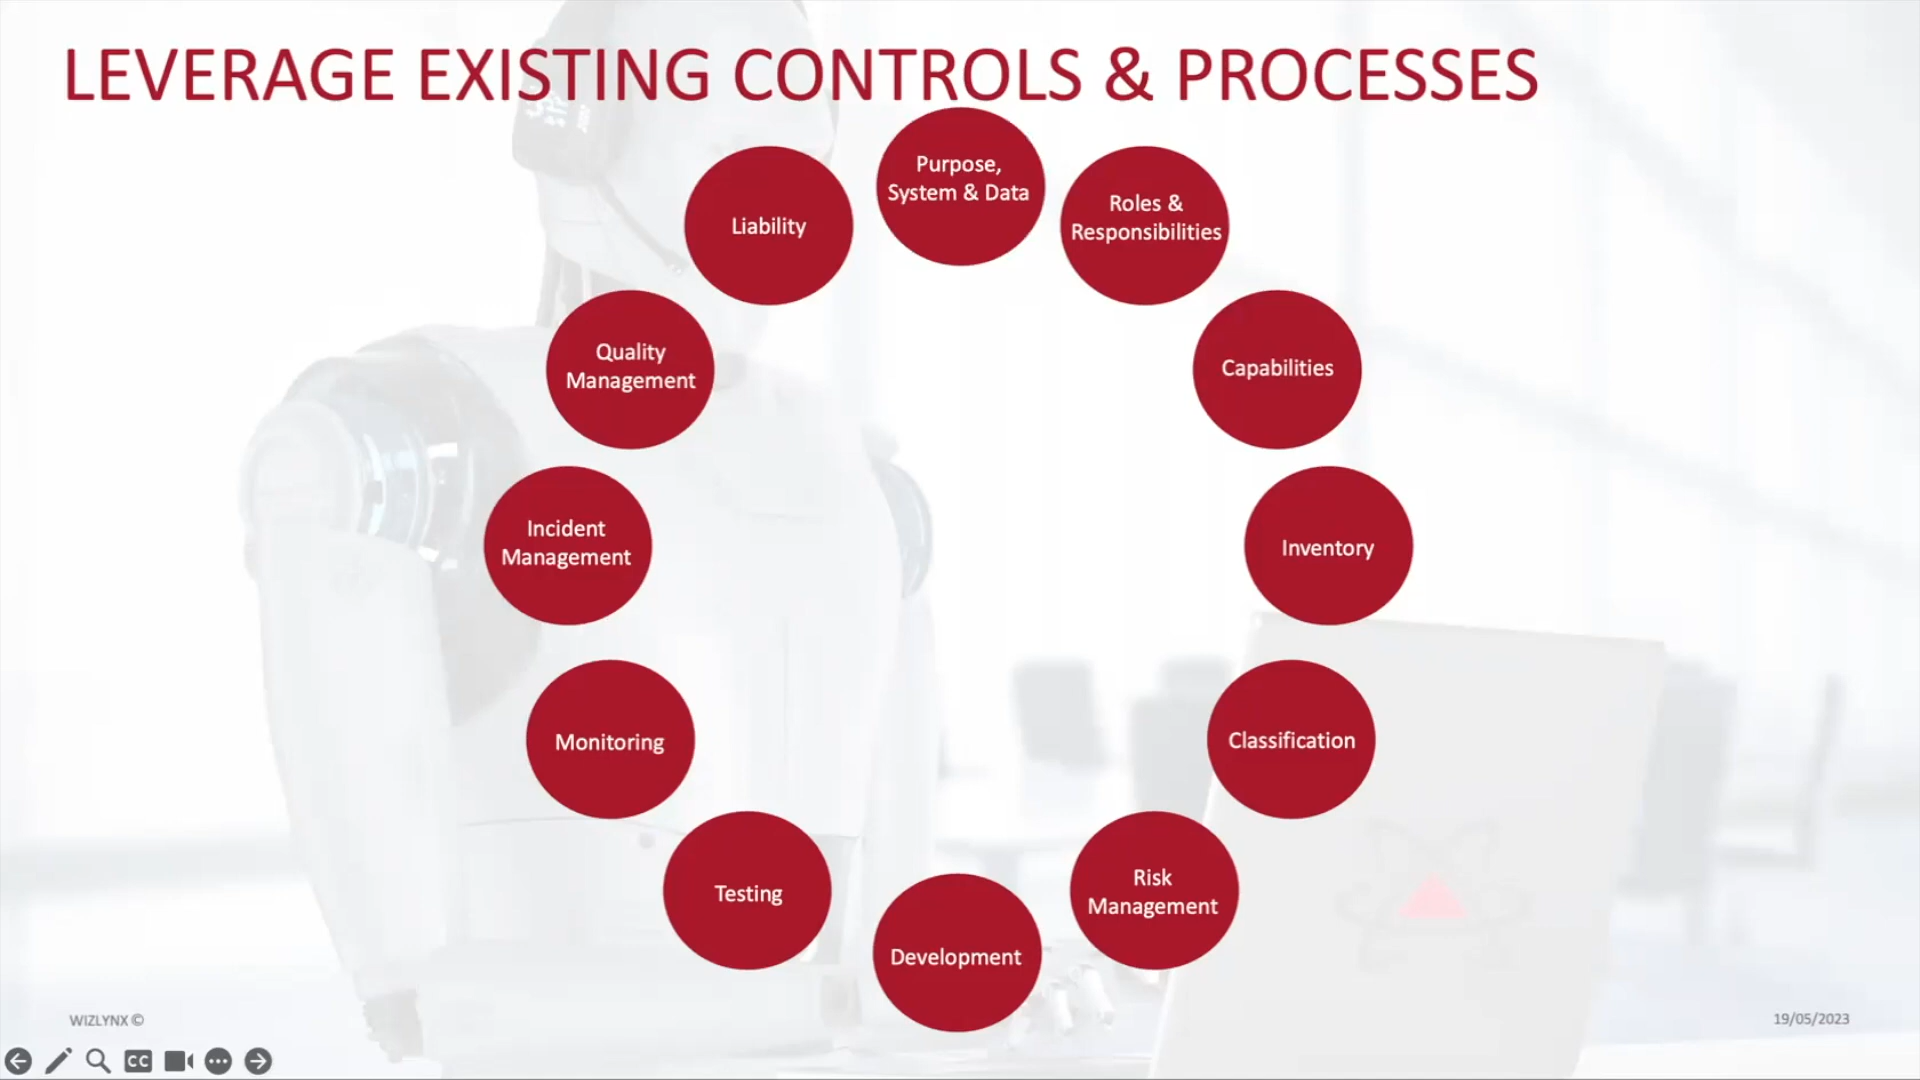 LEVERAGE EXISTING CONTROLS & PROCESSES
Purpose,
System & Data
Roles &
Responsibilities
Capabilities
Inventory
Classification
Risk
Management
Development
Testing
Monitoring
Incident
Management
Quality
Management
Liability
WIZLYNX ©
19/05/2023
CC